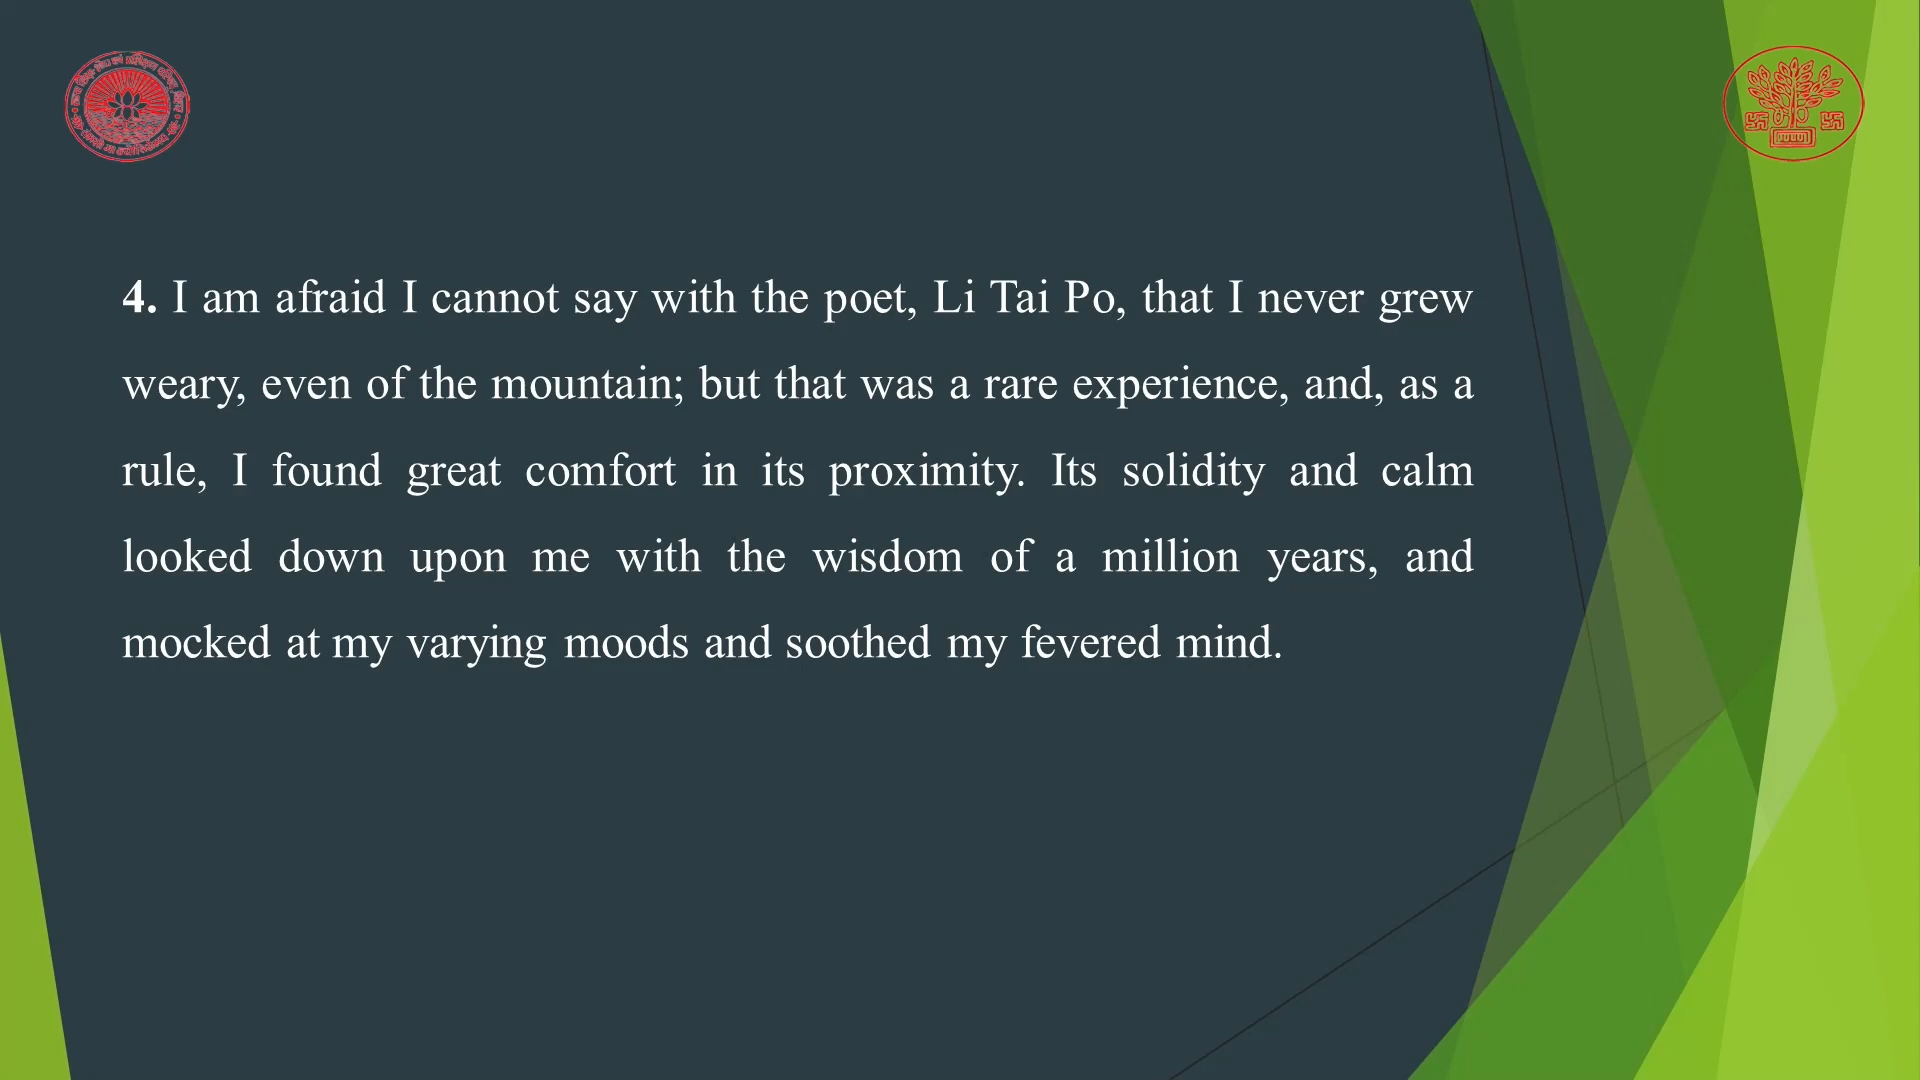 4. I am afraid I cannot say with the poet, Li Tai Po, that I never grew
weary, even of the mountain; but that was a rare experience, and, as a
rule, I found great comfort in its proximity. Its solidity and calm
looked down upon me with the wisdom of a million years, and
mocked at my varying moods and soothed my fevered mind.